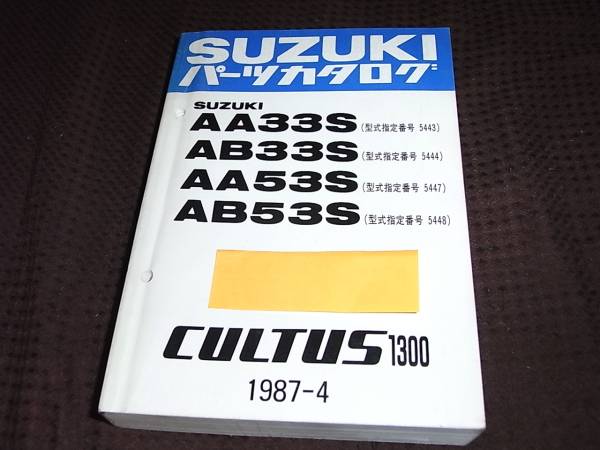 SUZUKI
パーツカタログ
SUZUKI
AA33S(型式指定番号 5443)
AB33S(型式指定番号 5444)
AA53S(型式指定番号 5447)
AB53S(型式指定番号 5448)
CULTUS 1300
1987-4